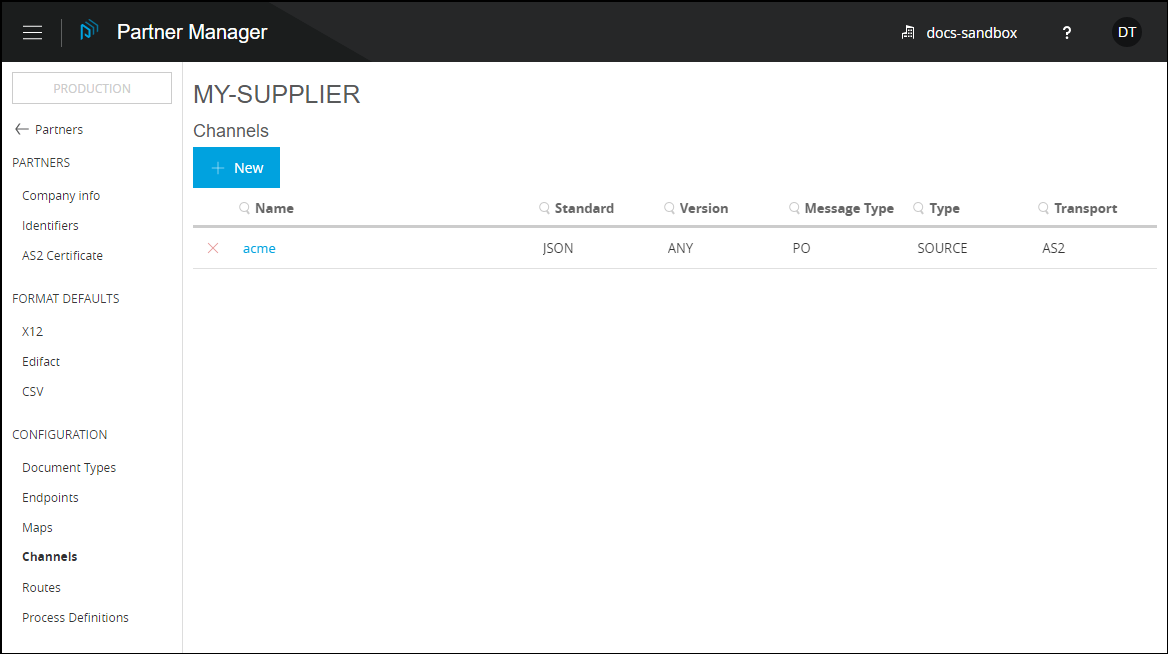 Partner Manager
docs-sandbox
?
DT
PRODUCTION
Partners
PARTNERS
Company info
Identifiers
AS2 Certificate
FORMAT DEFAULTS
X12
Edifact
CSV
CONFIGURATION
Document Types
Endpoints
Maps
Channels
Routes
Process Definitions
MY-SUPPLIER
Channels
+ New
Name Standard Version Message Type Type Transport
acme JSON ANY PO SOURCE AS2